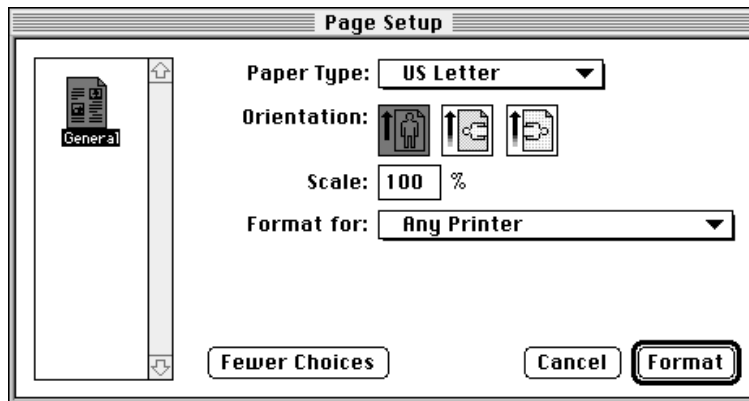 Page Setup
General
Paper Type: US Letter
Orientation:
Scale: 100 %
Format for: Any Printer
Fewer Choices Cancel Format